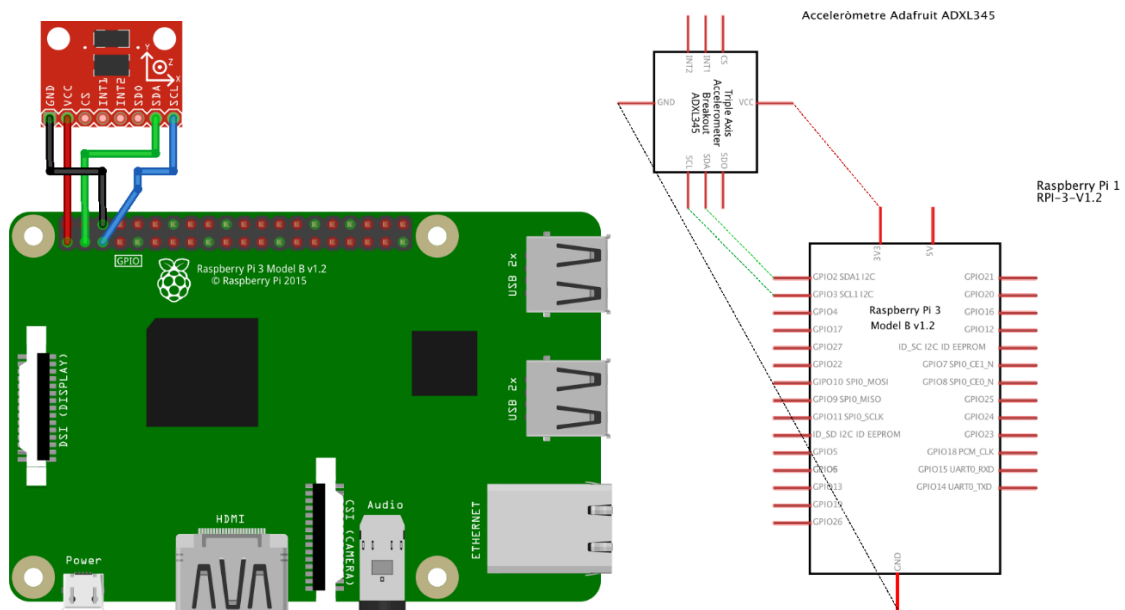 GND
VCC
CS
INT1
INT2
SDO
SDA
SCL
Y
Z
X
GPIO
Raspberry Pi 3 Model B v1.2
© Raspberry Pi 2015
USB 2x
USB 2x
DSI (DISPLAY)
CSI (CAMERA)
ETHERNET
HDMI
Audio
Power
Acceleròmetre Adafruit ADXL345
INT2
INT1
CS
GND
VCC
Triple Axis
Accelerometer
Breakout
ADXL345
SCL
SDA
SDO
Raspberry Pi 1
RPI-3-V1.2
3V3
5V
GPIO2 SDA1 I2C
GPIO3 SCL1 I2C
GPIO4
GPIO17
GPIO27
GPIO22
GIPO10 SPI0_MOSI
GPIO9 SPI0_MISO
GPIO11 SPI0_SCLK
ID_SD I2C ID EEPROM
GPIO5
GPIO6
GPIO13
GPIO19
GPIO26
Raspberry Pi 3
Model B v1.2
GPIO21
GPIO20
GPIO16
GPIO12
ID_SC I2C ID EEPROM
GPIO7 SPI0_CE1_N
GPIO8 SPI0_CE0_N
GPIO25
GPIO24
GPIO23
GPIO18 PCM_CLK
GPIO15 UART0_RXD
GPIO14 UART0_TXD
GND